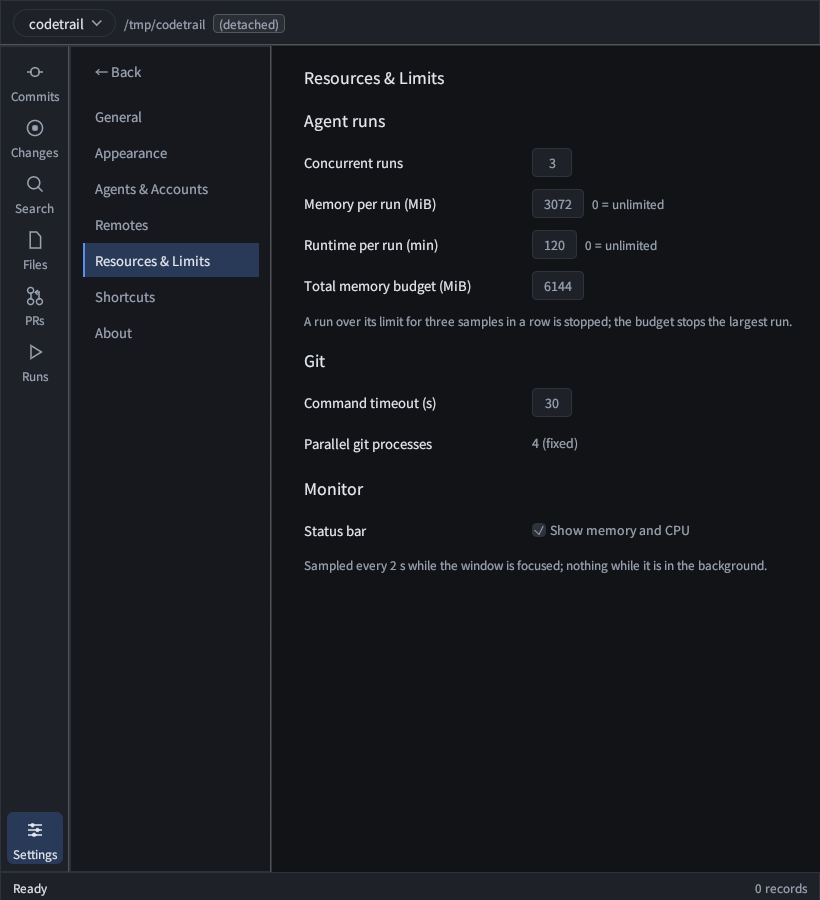 codetrail /tmp/codetrail (detached)
Commits
Changes
Search
Files
PRs
Runs
Settings
← Back
General
Appearance
Agents & Accounts
Remotes
Resources & Limits
Shortcuts
About
Resources & Limits
Agent runs
Concurrent runs 3
Memory per run (MiB) 3072 0 = unlimited
Runtime per run (min) 120 0 = unlimited
Total memory budget (MiB) 6144
A run over its limit for three samples in a row is stopped; the budget stops the largest run.
Git
Command timeout (s) 30
Parallel git processes 4 (fixed)
Monitor
Status bar Show memory and CPU
Sampled every 2 s while the window is focused; nothing while it is in the background.
Ready 0 records